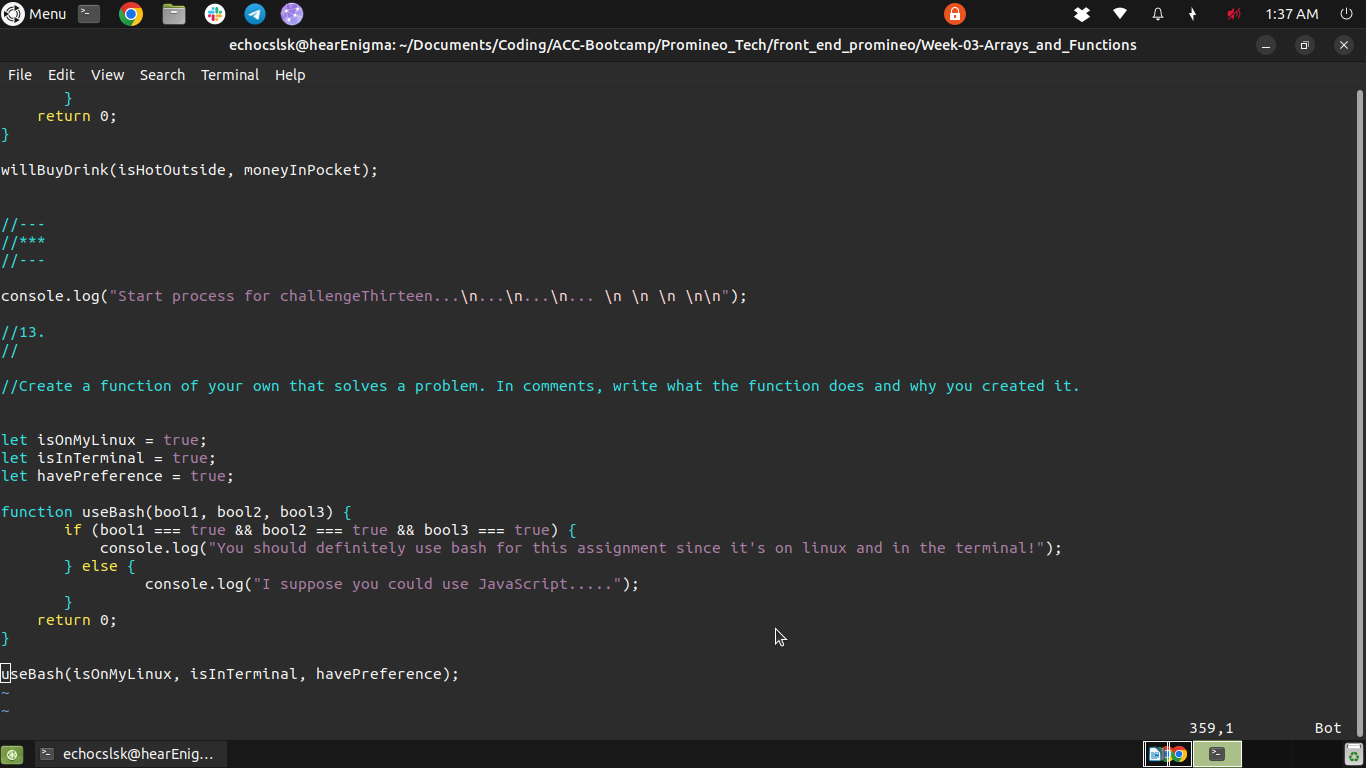 Menu 1:37 AM
echocslsk@hearEnigma: ~/Documents/Coding/ACC-Bootcamp/Promineo_Tech/front_end_promineo/Week-03-Arrays_and_Functions
File Edit View Search Terminal Help
        }
    return 0;
}
willBuyDrink(isHotOutside, moneyInPocket);
//---
//***
//---
console.log("Start process for challengeThirteen...\n...\n...\n... \n \n \n \n\n");
//13.
//
//Create a function of your own that solves a problem. In comments, write what the function does and why you created it.
let isOnMyLinux = true;
let isInTerminal = true;
let havePreference = true;
function useBash(bool1, bool2, bool3) {
        if (bool1 === true && bool2 === true && bool3 === true) {
            console.log("You should definitely use bash for this assignment since it's on linux and in the terminal!");
        } else {
                console.log("I suppose you could use JavaScript.....");
        }
    return 0;
}
useBash(isOnMyLinux, isInTerminal, havePreference);
~
~
359,1 Bot
echocslsk@hearEnig...